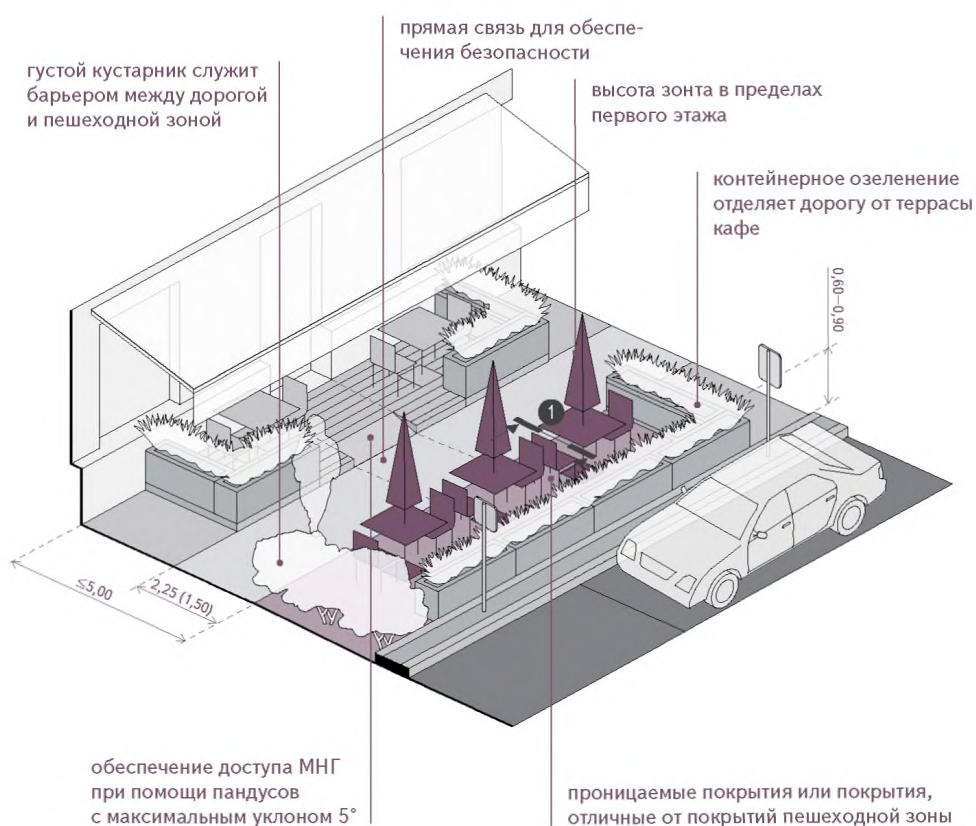 прямая связь для обеспе-
чения безопасности
густой кустарник служит
барьером между дорогой
и пешеходной зоной
высота зонта в пределах
первого этажа
контейнерное озеленение
отделяет дорогу от террасы
кафе
0,60–0,90
1
≤5,00
2,25 (1,50)
обеспечение доступа МНГ
при помощи пандусов
с максимальным уклоном 5°
проницаемые покрытия или покрытия,
отличные от покрытий пешеходной зоны